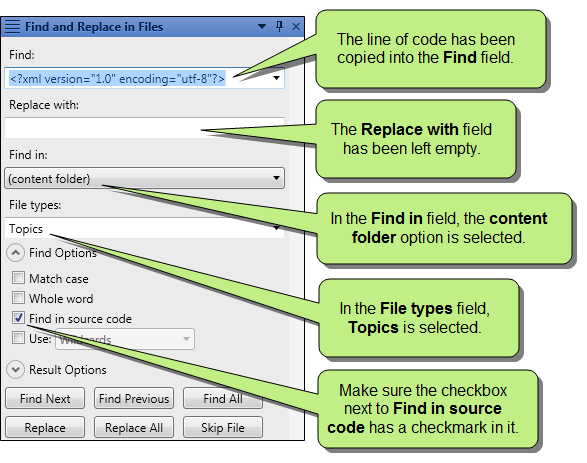 Find and Replace in Files
Find:
<?xml version="1.0" encoding="utf-8"?>
Replace with:
Find in:
(content folder)
File types:
Topics
Find Options
Match case
Whole word
Find in source code
Use: Wildcards
Result Options
Find Next Find Previous Find All
Replace Replace All Skip File
The line of code has been
copied into the Find field.
The Replace with field
has been left empty.
In the Find in field, the content
folder option is selected.
In the File types field,
Topics is selected.
Make sure the checkbox
next to Find in source
code has a checkmark in it.